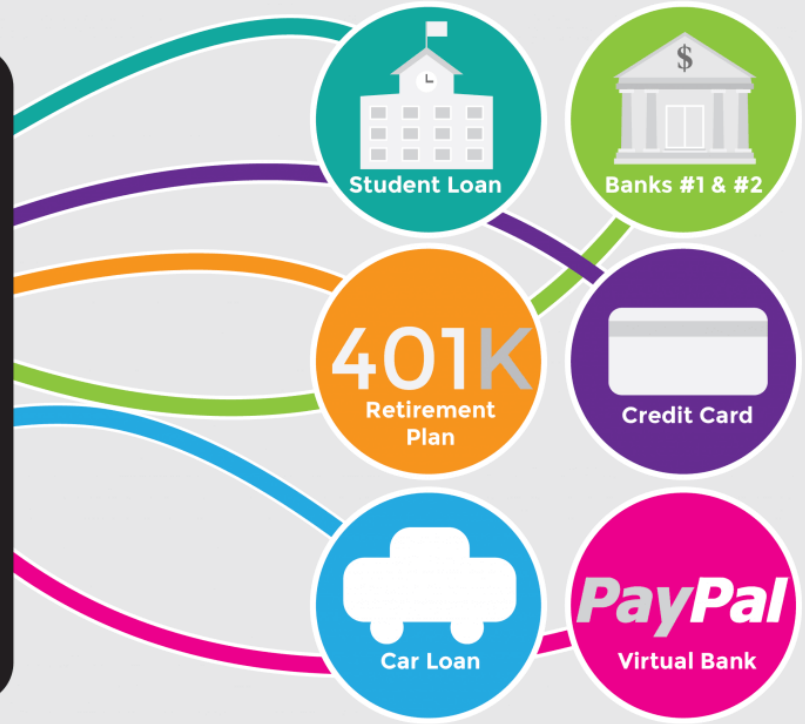 Student Loan
$
Banks #1 & #2
401K
Retirement
Plan
Credit Card
Car Loan
PayPal
Virtual Bank